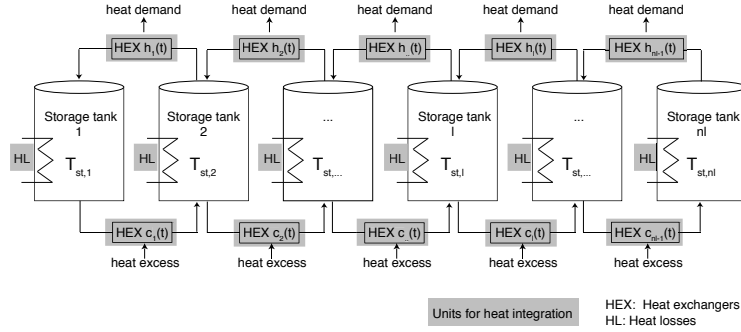 heat demand heat demand heat demand heat demand heat demand
HEX h1(t) HEX h2(t) HEX h...(t) HEX hl(t) HEX hnl-1(t)
Storage tank Storage tank ... Storage tank ... Storage tank
1 2 l nl
HL HL HL HL HL HL
Tst,1 Tst,2 Tst,... Tst,l Tst,... Tst,nl
HEX c1(t) HEX c2(t) HEX c...(t) HEX cl(t) HEX cnl-1(t)
heat excess heat excess heat excess heat excess heat excess
Units for heat integration
HEX: Heat exchangers
HL: Heat losses